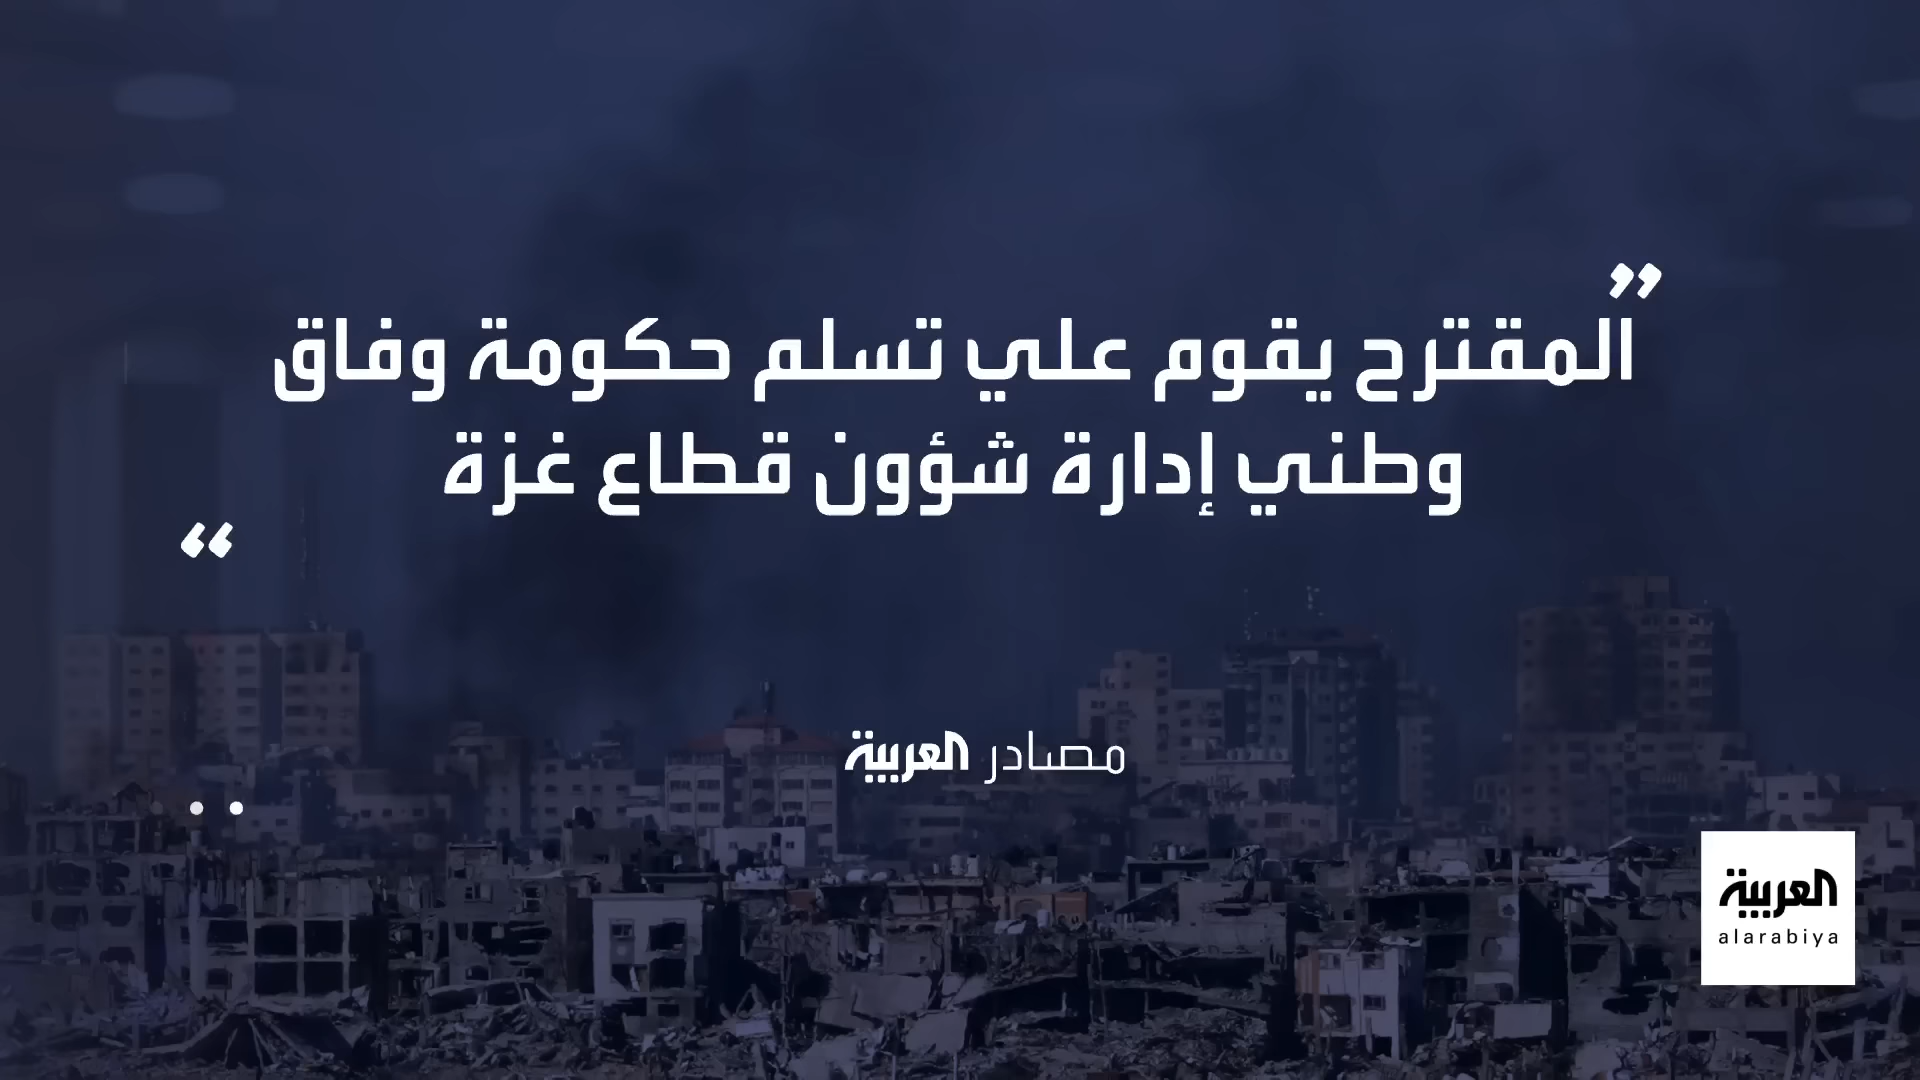 ”المقترح يقوم علي تسلم حكومة وفاق
وطني إدارة شؤون قطاع غزة
“
مصادر العربية
العربية
alarabiya